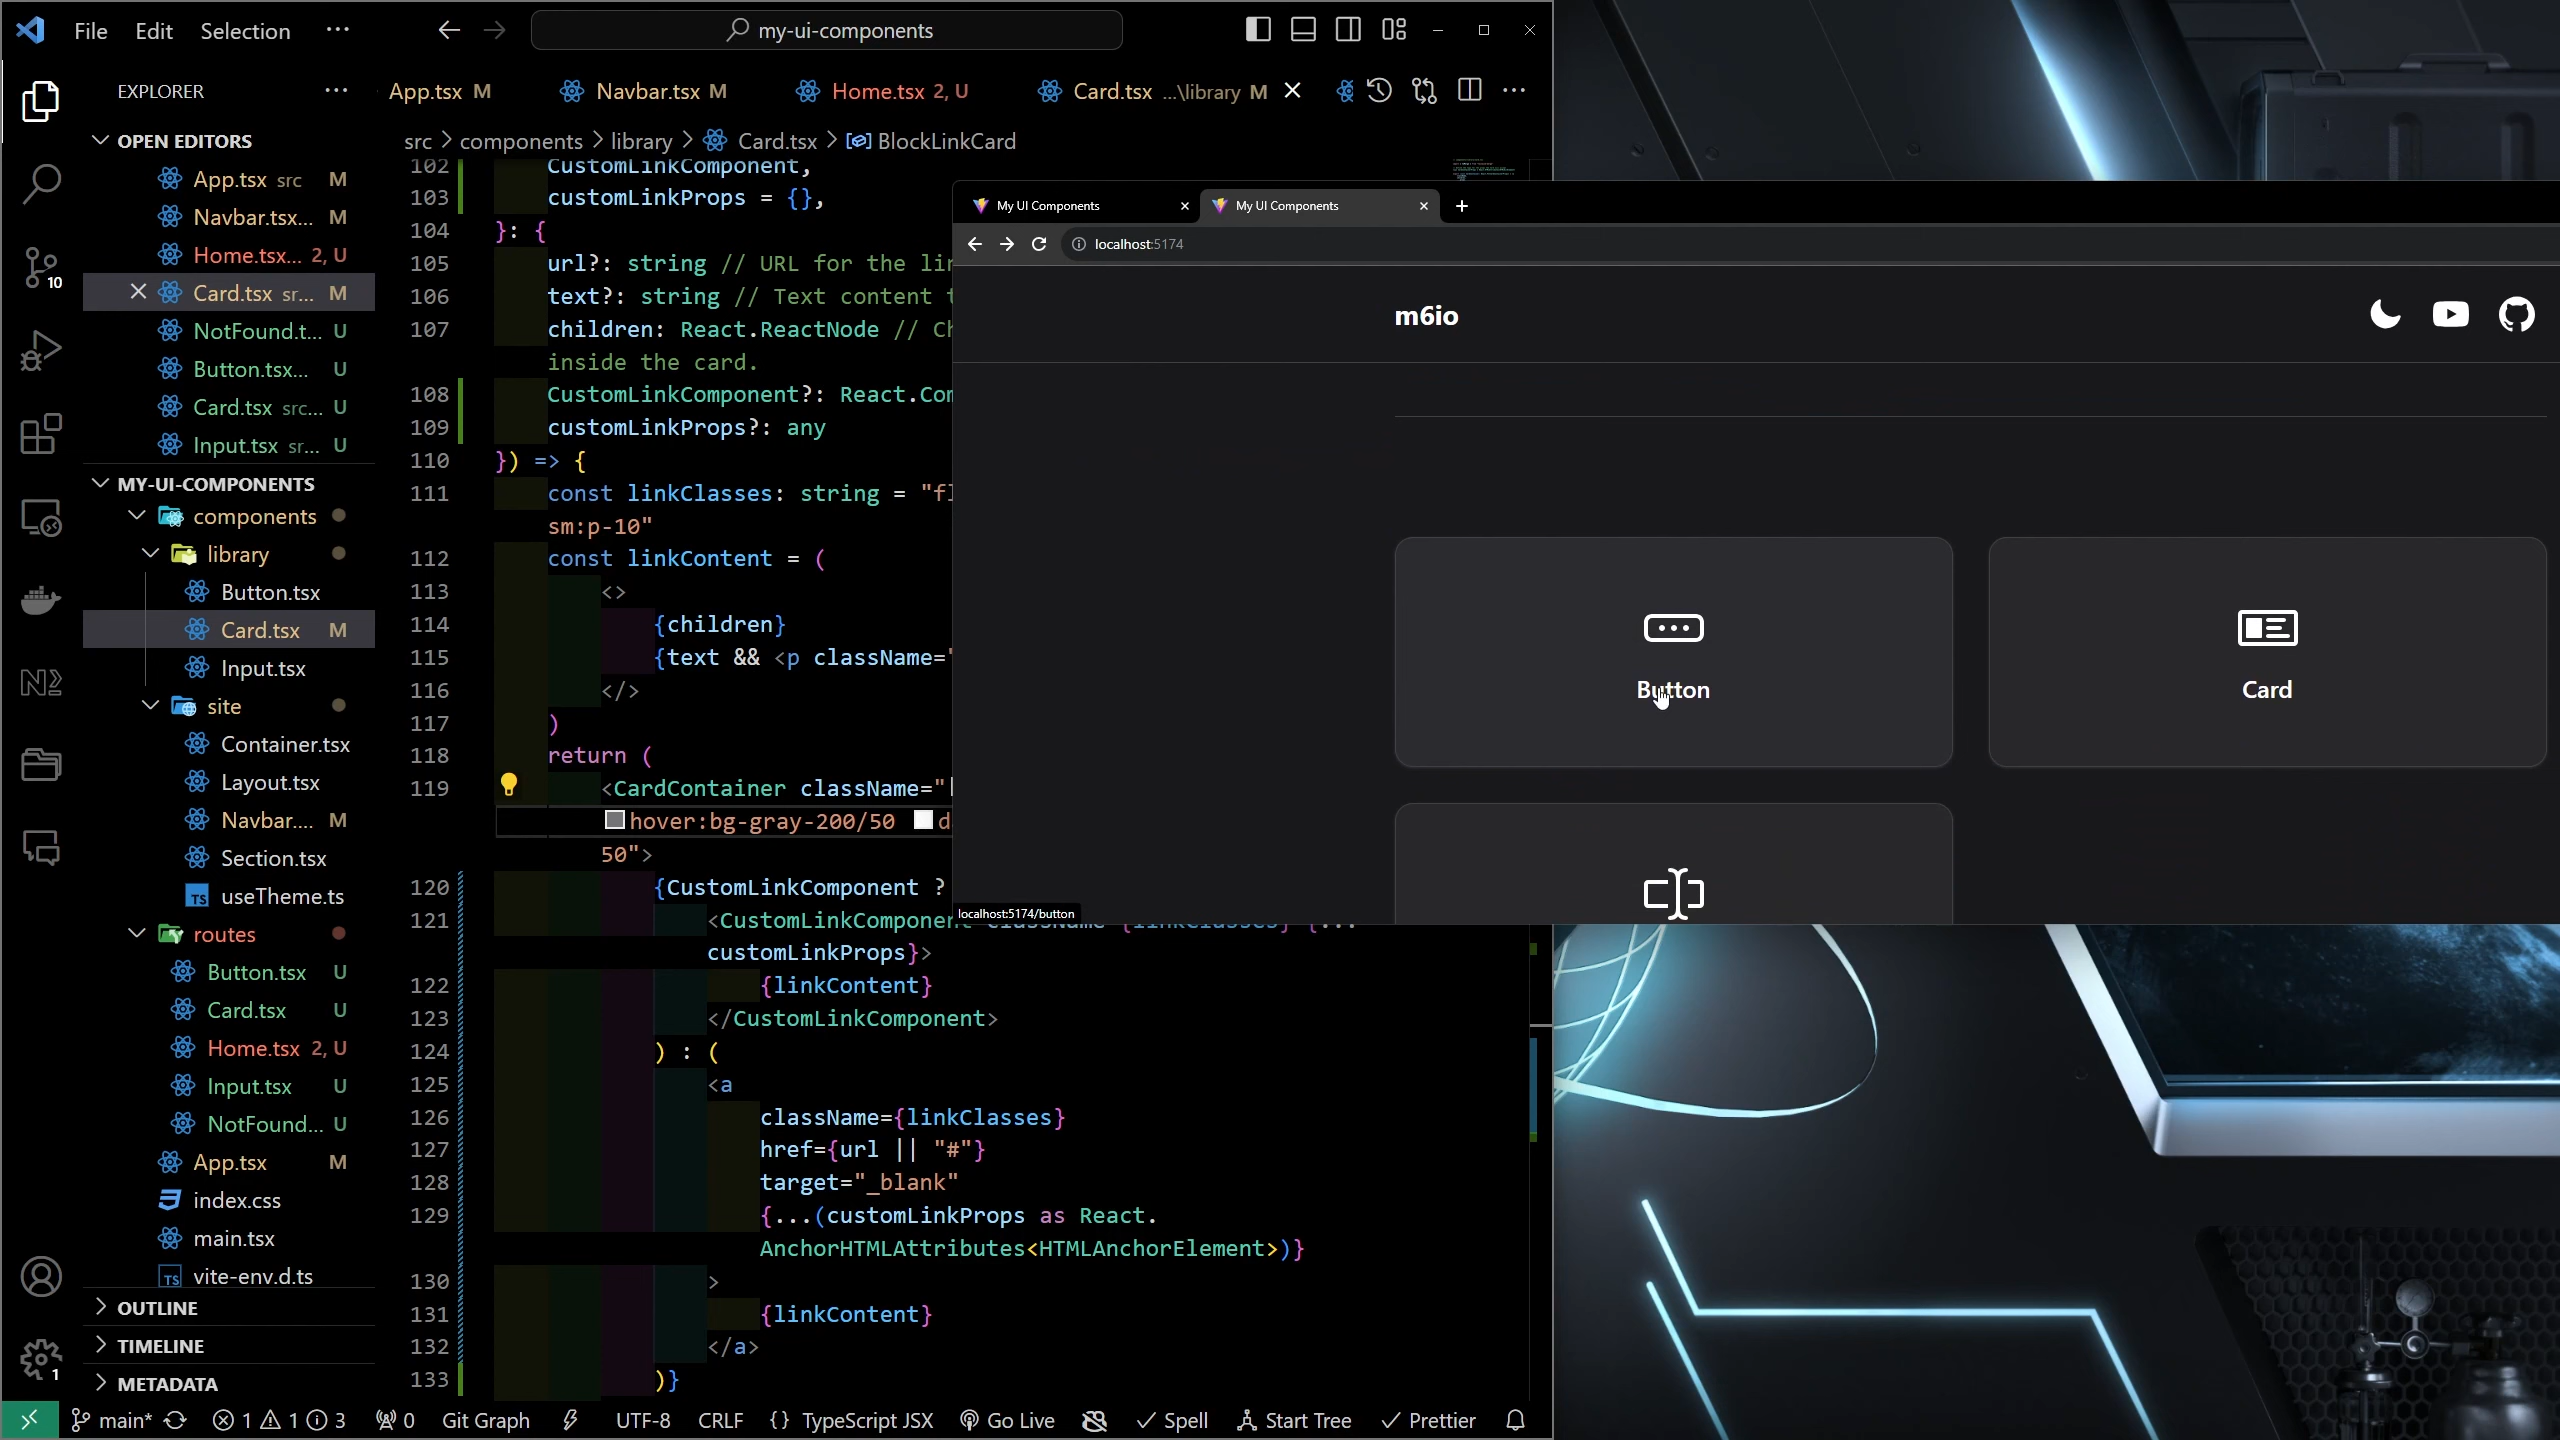 File Edit Selection ···
my-ui-components
EXPLORER ···
OPEN EDITORS
App.tsx src M
Navbar.tsx... M
Home.tsx... 2, U
Card.tsx sr... M
NotFound.t... U
Button.tsx... U
Card.tsx src... U
Input.tsx sr... U
MY-UI-COMPONENTS
components
library
Button.tsx
Card.tsx M
Input.tsx
site
Container.tsx
Layout.tsx
Navbar.... M
Section.tsx
useTheme.ts
routes
Button.tsx U
Card.tsx U
Home.tsx 2, U
Input.tsx U
NotFound... U
App.tsx M
index.css
main.tsx
vite-env.d.ts
OUTLINE
TIMELINE
METADATA
10
1
App.tsx M Navbar.tsx M Home.tsx 2, U Card.tsx ...\library M
src > components > library > Card.tsx > BlockLinkCard
102 CustomLinkComponent,
103 customLinkProps = {},
104 }: {
105 url?: string // URL for the
106 text?: string // Text content
107 children: React.ReactNode //
inside the card.
108 CustomLinkComponent?:
109 customLinkProps?: any
110 }) => {
111 const linkClasses: string =
sm:p-10"
112 const linkContent = (
113 <>
114 {children}
115 {text && <p className=
116 </>
117 )
118 return (
119 <CardContainer className="
hover:bg-gray-200/50
50">
120 {CustomLinkComponent ?
121 <CustomLinkComponent className={linkClasses} {...
customLinkProps}>
122 {linkContent}
123 </CustomLinkComponent>
124 ) : (
125 <a
126 className={linkClasses}
127 href={url || "#"}
128 target="_blank"
129 {...(customLinkProps as React.
AnchorHTMLAttributes<HTMLAnchorElement>)}
130 >
131 {linkContent}
132 </a>
133 )}
My UI Components My UI Components
localhost:5174
m6io
Button
Card
localhost:5174/button
main* 1 1 3 0 Git Graph UTF-8 CRLF {} TypeScript JSX Go Live Spell Start Tree Prettier